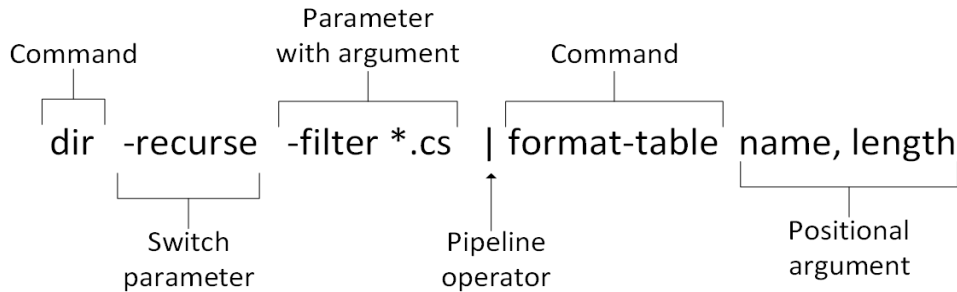 Parameter
Command with argument Command
dir -recurse -filter *.cs | format-table name, length
Switch
parameter
Pipeline
operator
Positional
argument